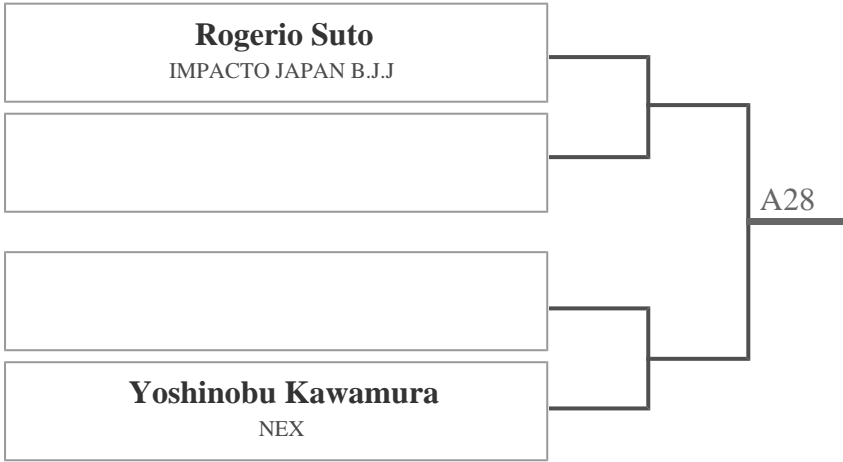 Rogerio Suto
IMPACTO JAPAN B.J.J
A28
Yoshinobu Kawamura
NEX